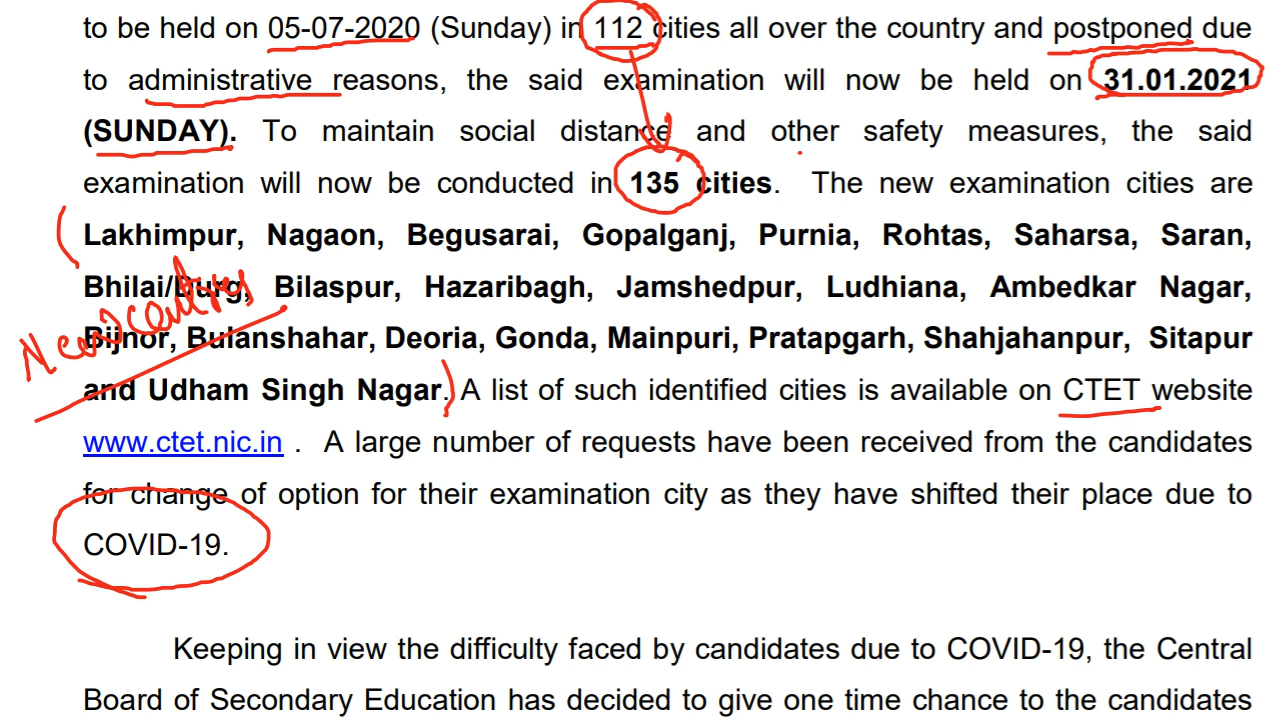 to be held on 05-07-2020 (Sunday) in 112 cities all over the country and postponed due
to administrative reasons, the said examination will now be held on 31.01.2021
(SUNDAY). To maintain social distance and other safety measures, the said
examination will now be conducted in 135 cities. The new examination cities are
Lakhimpur, Nagaon, Begusarai, Gopalganj, Purnia, Rohtas, Saharsa, Saran,
Bhilai/Durg, Bilaspur, Hazaribagh, Jamshedpur, Ludhiana, Ambedkar Nagar,
New centres
Bijnor, Bulanshahar, Deoria, Gonda, Mainpuri, Pratapgarh, Shahjahanpur, Sitapur
and Udham Singh Nagar. A list of such identified cities is available on CTET website
www.ctet.nic.in . A large number of requests have been received from the candidates
for change of option for their examination city as they have shifted their place due to
COVID-19.
Keeping in view the difficulty faced by candidates due to COVID-19, the Central
Board of Secondary Education has decided to give one time chance to the candidates